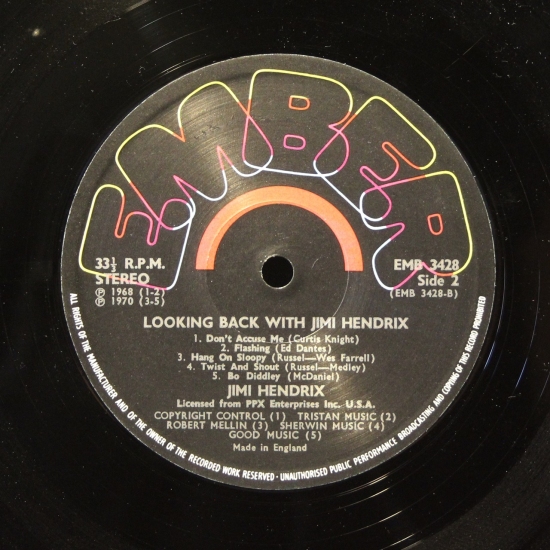 EMBER
33⅓ R.P.M.
STEREO
℗ 1968 (1-2)
℗ 1970 (3-5)
EMB 3428
Side 2
(EMB 3428-B)
LOOKING BACK WITH JIMI HENDRIX
1. Don't Accuse Me (Curtis Knight)
2. Flashing (Ed Dantes)
3. Hang On Sloopy (Russel—Wes Farrell)
4. Twist And Shout (Russel—Medley)
5. Bo Diddley (McDaniel)
JIMI HENDRIX
Licensed from PPX Enterprises Inc. U.S.A.
COPYRIGHT CONTROL (1) TRISTAN MUSIC (2)
ROBERT MELLIN (3) SHERWIN MUSIC (4)
GOOD MUSIC (5)
Made in England
ALL RIGHTS OF THE MANUFACTURER AND OF THE OWNER OF THE RECORDED WORK RESERVED · UNAUTHORISED PUBLIC PERFORMANCE BROADCASTING AND COPYING OF THIS RECORD PROHIBITED